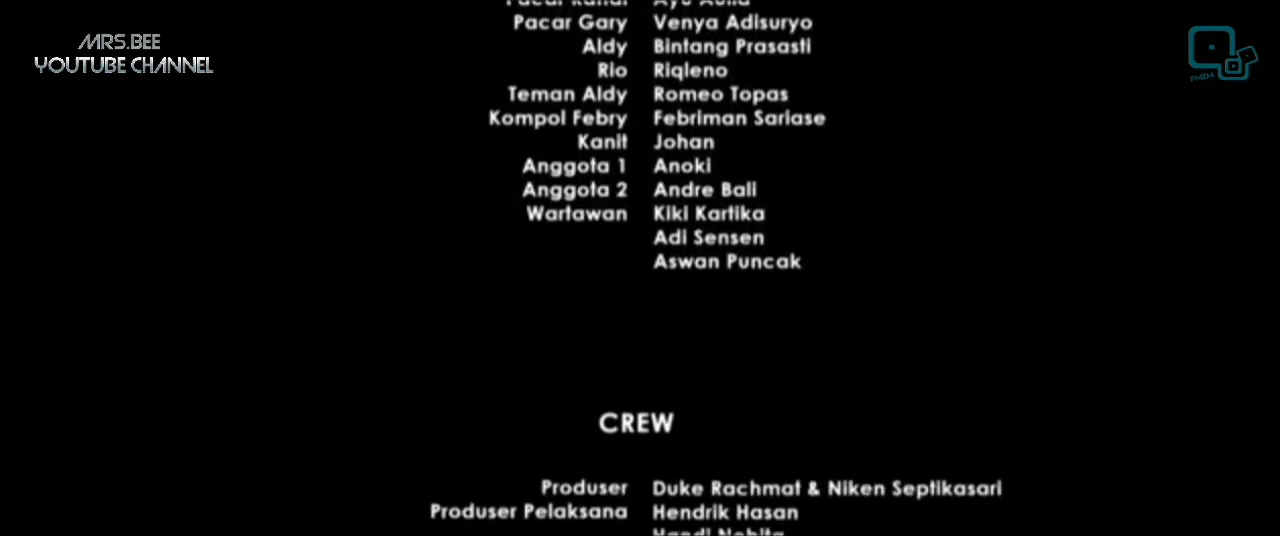 MRS.BEE
YOUTUBE CHANNEL
Pacar Gary Venya Adisuryo
Aldy Bintang Prasasti
Rio Riqleno
Teman Aldy Romeo Topas
Kompol Febry Febriman Sariase
Kanit Johan
Anggota 1 Anoki
Anggota 2 Andre Bali
Wartawan Kiki Kartika
Adi Sensen
Aswan Puncak
CREW
Produser Duke Rachmat & Niken Septikasari
Produser Pelaksana Hendrik Hasan